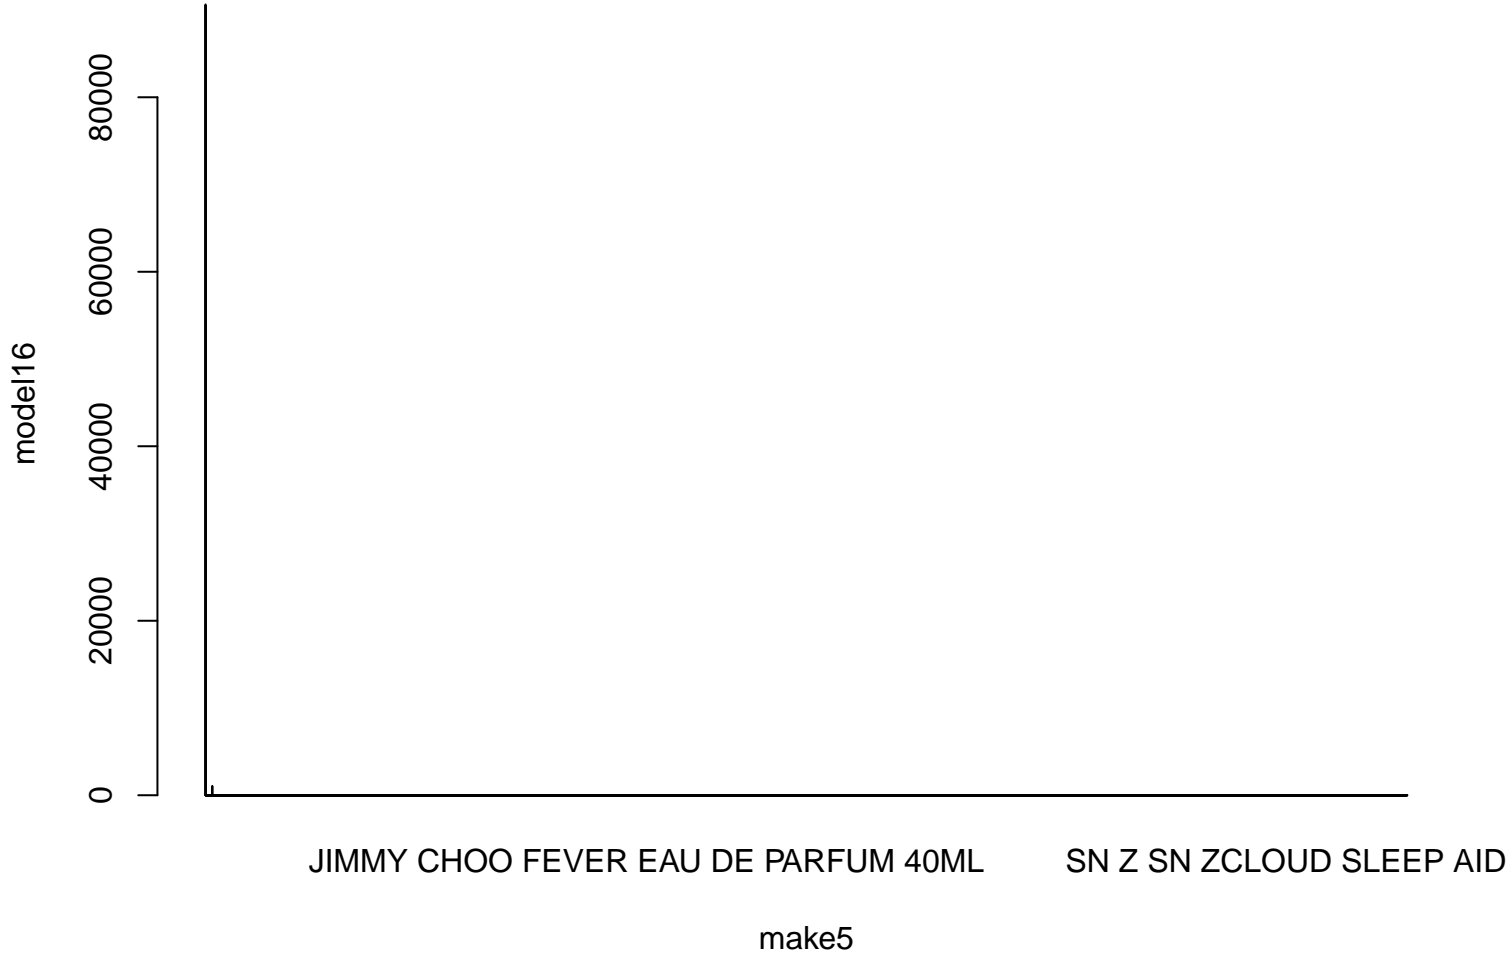 80000
60000
40000
20000
0
model16
JIMMY CHOO FEVER EAU DE PARFUM 40ML
SN Z SN ZCLOUD SLEEP AID
make5